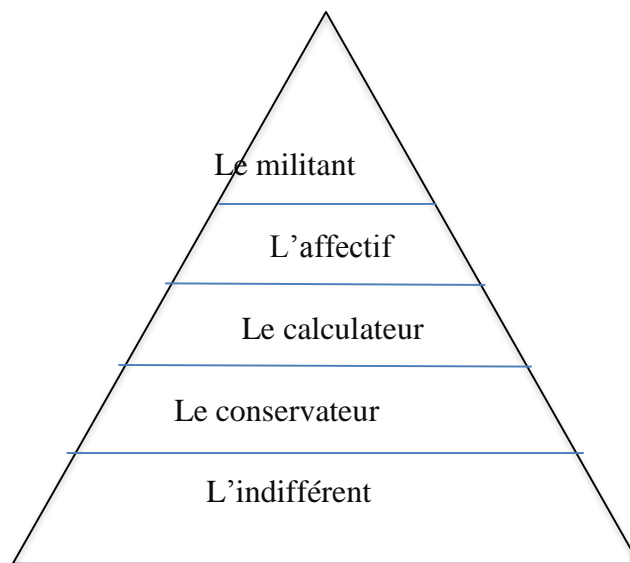 Le militant
L’affectif
Le calculateur
Le conservateur
L’indifférent